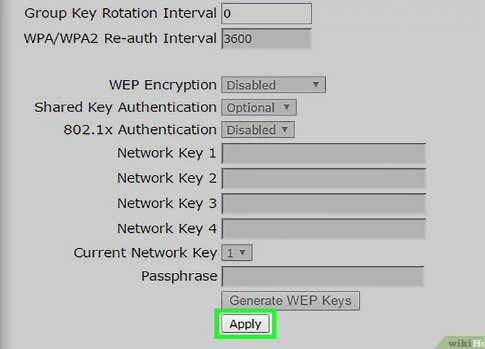 Group Key Rotation Interval 0
WPA/WPA2 Re-auth Interval 3600
WEP Encryption Disabled
Shared Key Authentication Optional
802.1x Authentication Disabled
Network Key 1
Network Key 2
Network Key 3
Network Key 4
Current Network Key 1
Passphrase
Generate WEP Keys
Apply